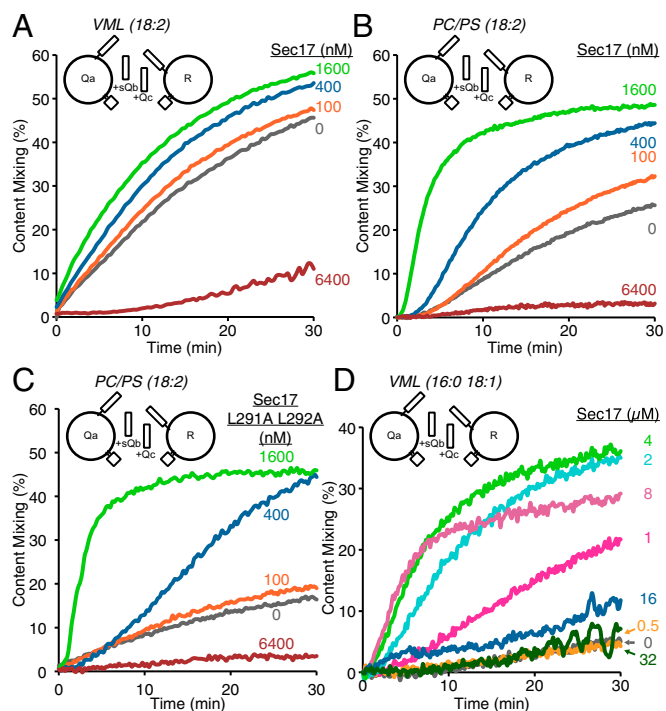 A
VML (18:2)
Sec17 (nM)
Content Mixing (%)
60
50
40
30
20
10
0
Qa
+sQb
+Qc
R
1600
400
100
0
6400
0
10
20
30
Time (min)
B
PC/PS (18:2)
Sec17 (nM)
Content Mixing (%)
60
50
40
30
20
10
0
Qa
+sQb
+Qc
R
1600
400
100
0
6400
0
10
20
30
Time (min)
C
PC/PS (18:2)
Sec17
L291A L292A
(nM)
Content Mixing (%)
60
50
40
30
20
10
0
Qa
+sQb
+Qc
R
1600
400
100
0
6400
0
10
20
30
Time (min)
D
VML (16:0 18:1)
Sec17 (µM)
Content Mixing (%)
40
30
20
10
0
Qa
+sQb
+Qc
R
4
2
8
1
16
0.5
0
32
0
10
20
30
Time (min)